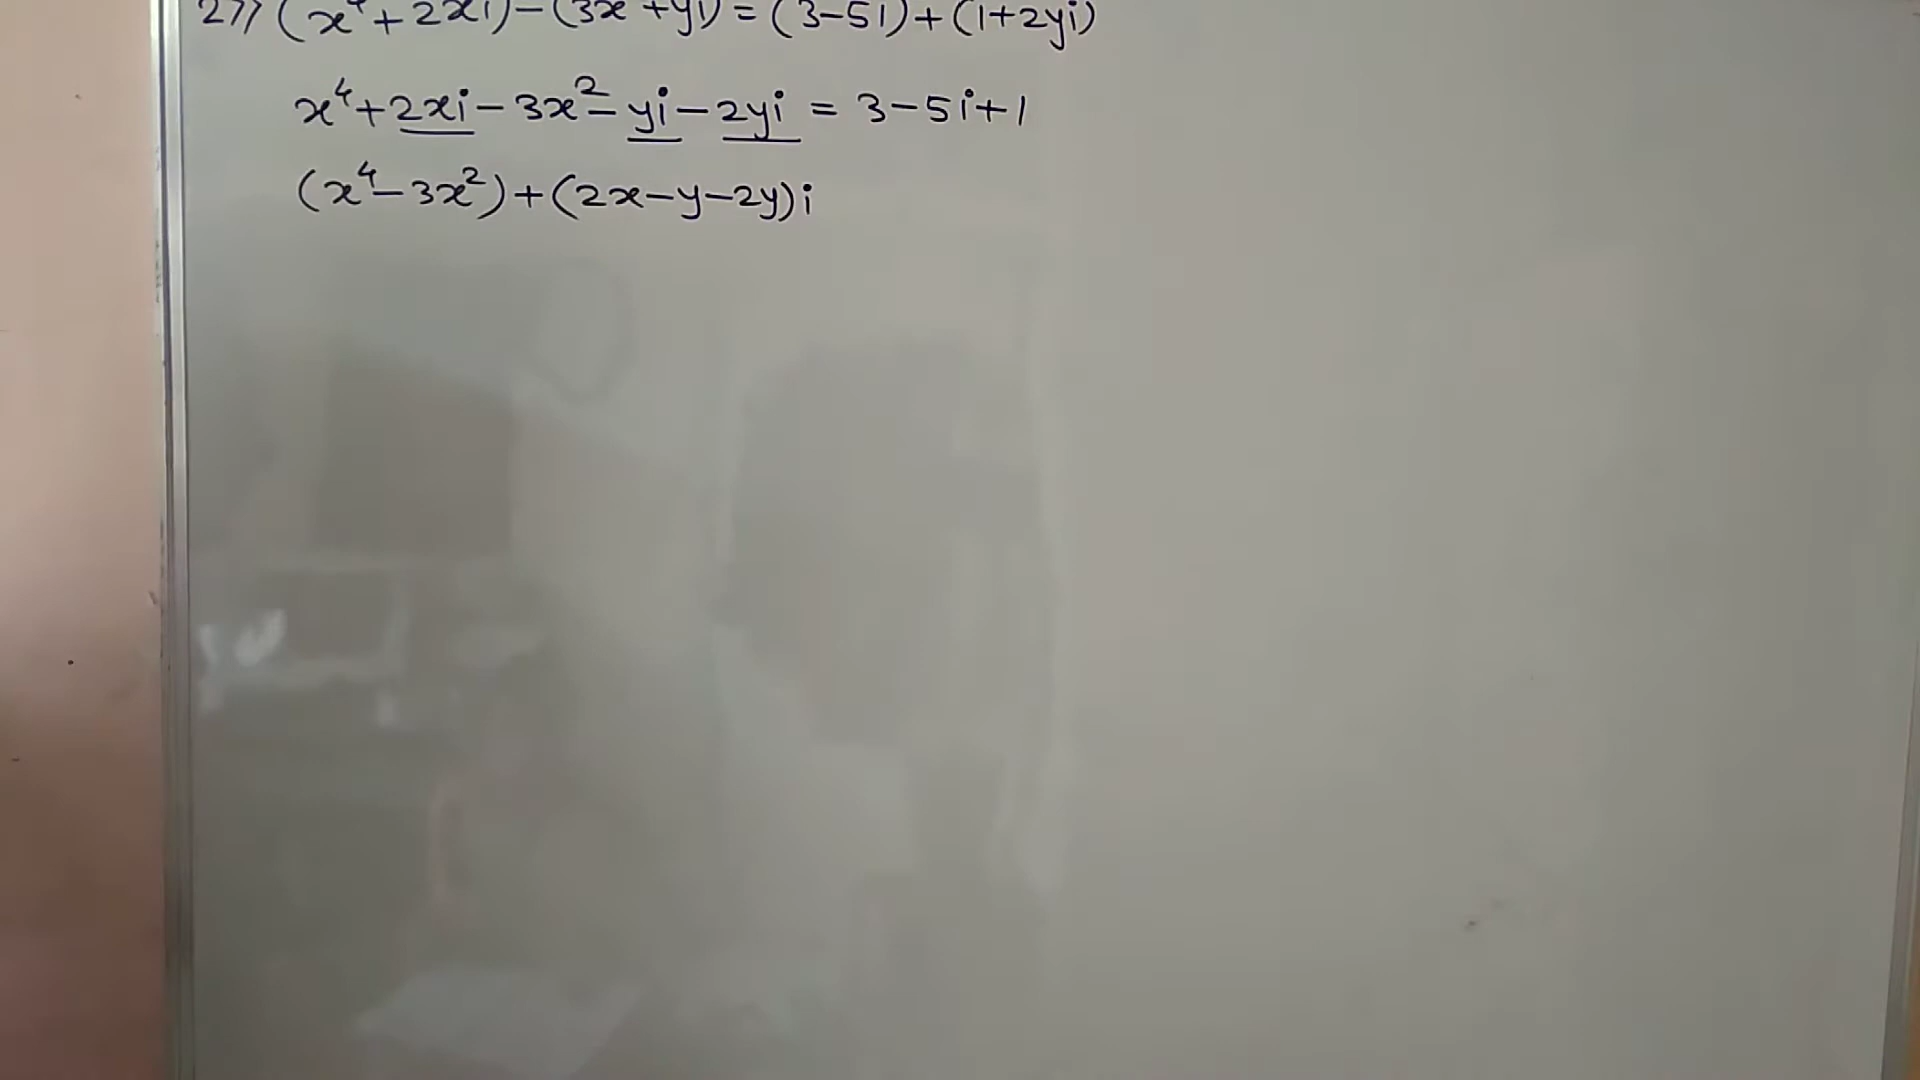 2) (x⁴+2xi)-(3x²+yi)=(3-5i)+(1+2yi)
x⁴+2xi-3x²-yi-2yi=3-5i+1
(x⁴-3x²)+(2x-y-2y)i